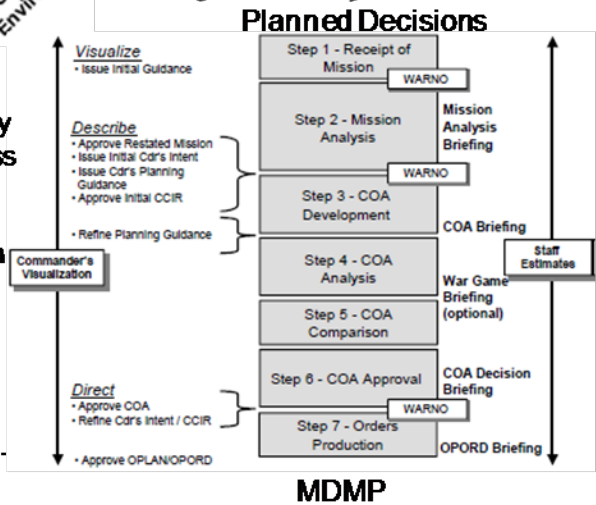 Envir
Planned Decisions
y
ss
n
Visualize
• Issue Initial Guidance
Describe
• Approve Restated Mission
• Issue Initial Cdr's Intent
• Issue Cdr's Planning
Guidance
• Approve Initial CCIR
• Refine Planning Guidance
Commander's
Visualization
Direct
• Approve COA
• Refine Cdr's Intent / CCIR
• Approve OPLAN/OPORD
Step 1 - Receipt of
Mission
WARNO
Step 2 - Mission
Analysis
WARNO
Step 3 - COA
Development
Step 4 - COA
Analysis
Step 5 - COA
Comparison
Step 6 - COA Approval
WARNO
Step 7 - Orders
Production
Mission
Analysis
Briefing
COA Briefing
War Game
Briefing
(optional)
COA Decision
Briefing
OPORD Briefing
Staff
Estimates
MDMP